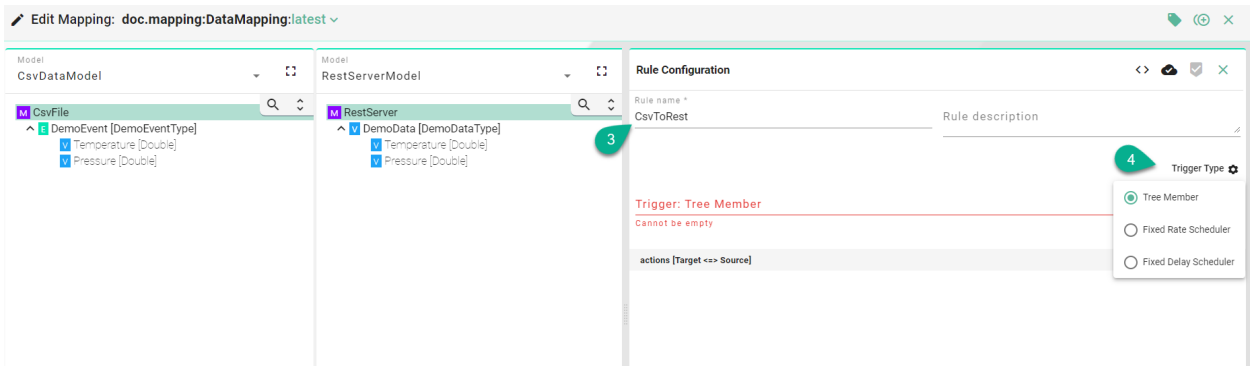 Edit Mapping: doc.mapping:DataMapping:latest
Model
CsvDataModel
M CsvFile
E DemoEvent [DemoEventType]
V Temperature [Double]
V Pressure [Double]
Model
RestServerModel
M RestServer
V DemoData [DemoDataType]
V Temperature [Double]
V Pressure [Double]
Rule Configuration
<>
Rule name *
CsvToRest
Rule description
3
4
Trigger Type
Tree Member
Fixed Rate Scheduler
Fixed Delay Scheduler
Trigger: Tree Member
Cannot be empty
actions [Target <=> Source]